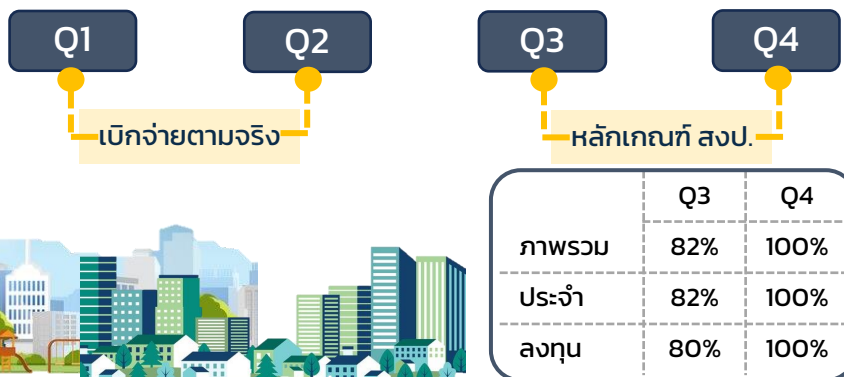 Q1 Q2 Q3 Q4
เบิกจ่ายตามจริง หลักเกณฑ์ สงป.
Q3 Q4
ภาพรวม 82% 100%
ประจำ 82% 100%
ลงทุน 80% 100%